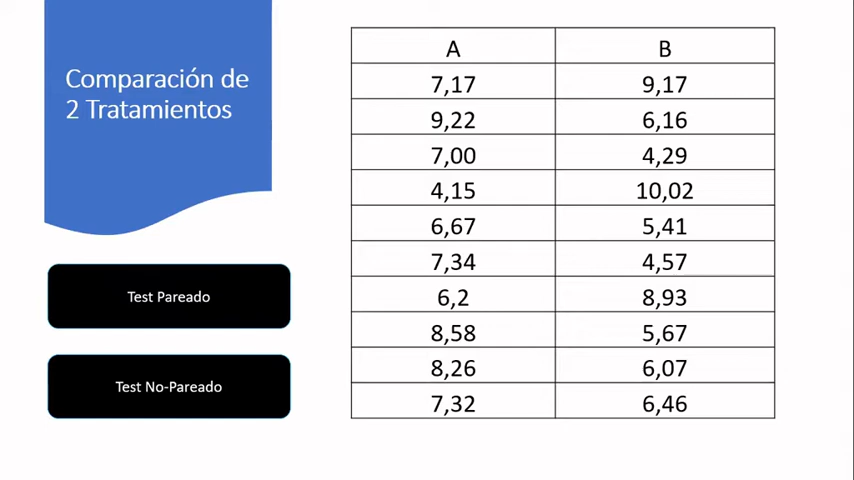 Comparación de
2 Tratamientos
Test Pareado
Test No-Pareado
A B
7,17 9,17
9,22 6,16
7,00 4,29
4,15 10,02
6,67 5,41
7,34 4,57
6,2 8,93
8,58 5,67
8,26 6,07
7,32 6,46